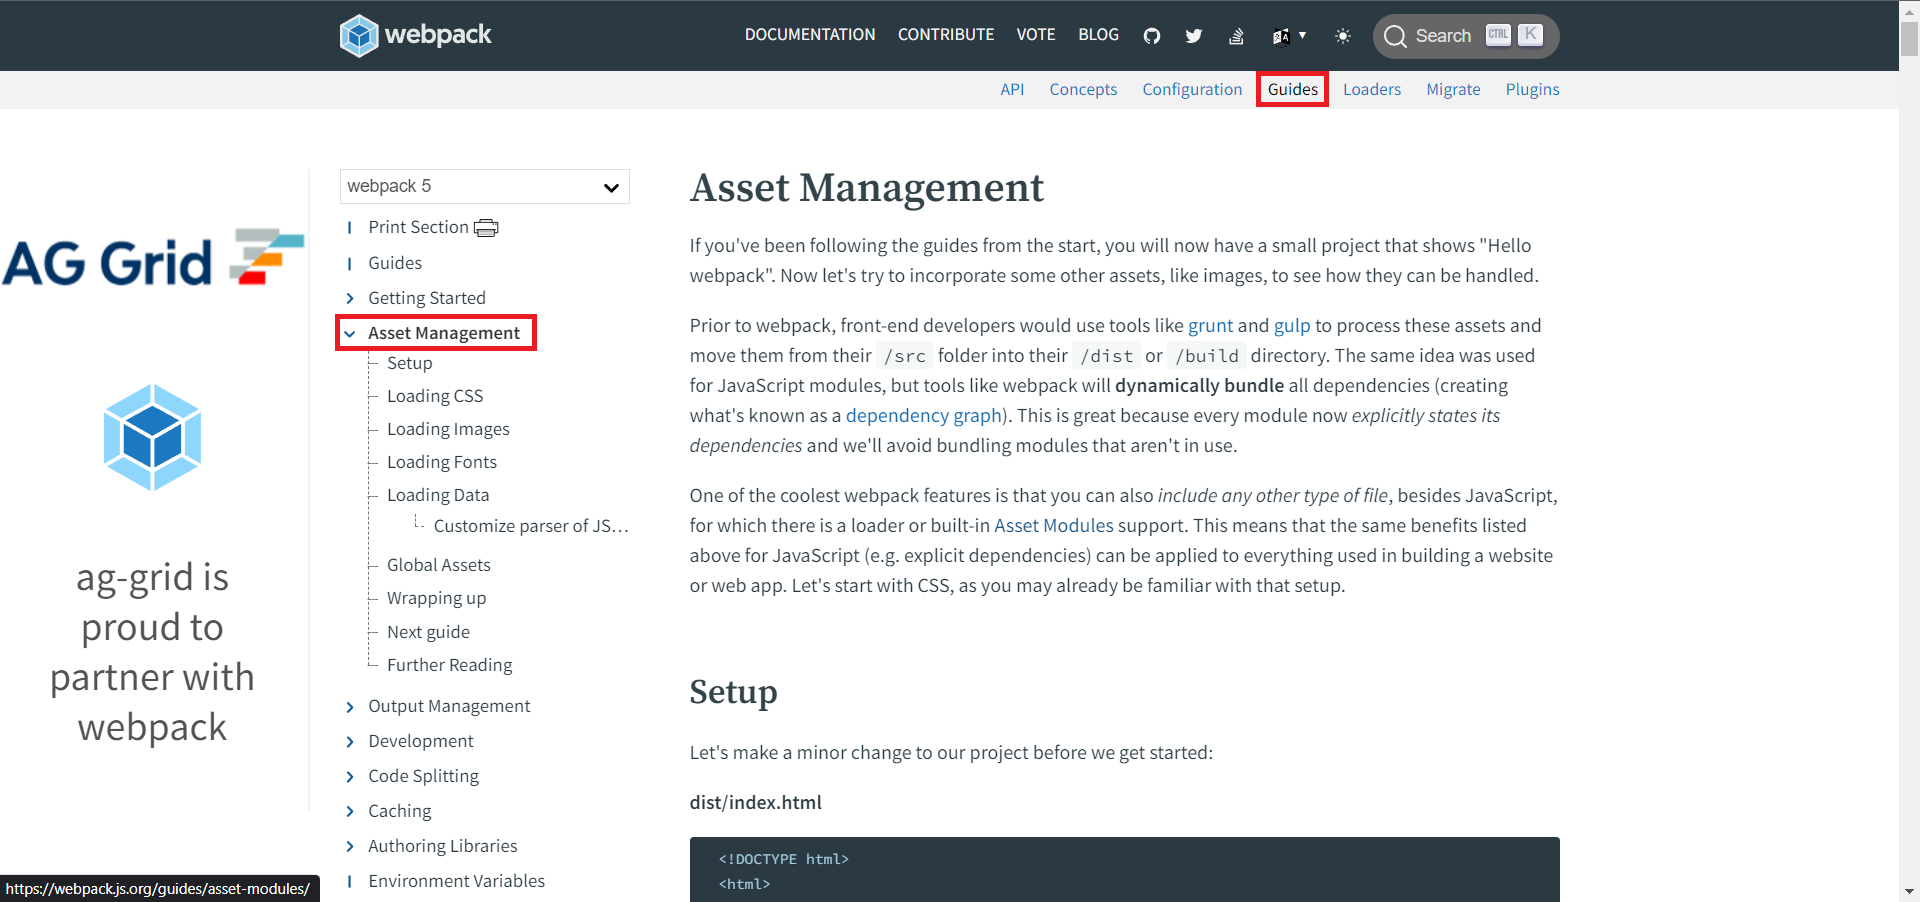 webpack
DOCUMENTATION CONTRIBUTE VOTE BLOG Search CTRL K
API Concepts Configuration Guides Loaders Migrate Plugins
AG Grid
ag-grid is
proud to
partner with
webpack
webpack 5
Print Section
Guides
Getting Started
Asset Management
Setup
Loading CSS
Loading Images
Loading Fonts
Loading Data
Customize parser of JS...
Global Assets
Wrapping up
Next guide
Further Reading
Output Management
Development
Code Splitting
Caching
Authoring Libraries
Environment Variables
Asset Management
If you've been following the guides from the start, you will now have a small project that shows "Hello
webpack". Now let's try to incorporate some other assets, like images, to see how they can be handled.
Prior to webpack, front-end developers would use tools like grunt and gulp to process these assets and
move them from their /src folder into their /dist or /build directory. The same idea was used
for JavaScript modules, but tools like webpack will dynamically bundle all dependencies (creating
what's known as a dependency graph). This is great because every module now explicitly states its
dependencies and we'll avoid bundling modules that aren't in use.
One of the coolest webpack features is that you can also include any other type of file, besides JavaScript,
for which there is a loader or built-in Asset Modules support. This means that the same benefits listed
above for JavaScript (e.g. explicit dependencies) can be applied to everything used in building a website
or web app. Let's start with CSS, as you may already be familiar with that setup.
Setup
Let's make a minor change to our project before we get started:
dist/index.html
<!DOCTYPE html>
<html>
https://webpack.js.org/guides/asset-modules/